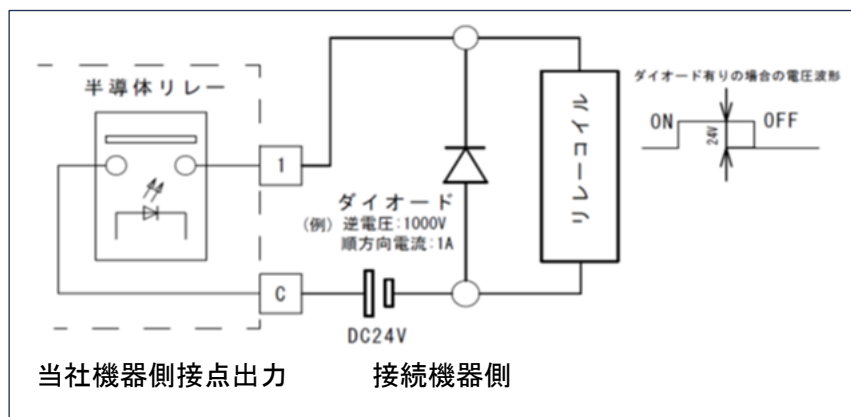 半導体リレー
1
C
DC24V
ダイオード
(例) 逆電圧:1000V
順方向電流:1A
リレーコイル
ダイオード有りの場合の電圧波形
ON
24V
OFF
当社機器側接点出力
接続機器側